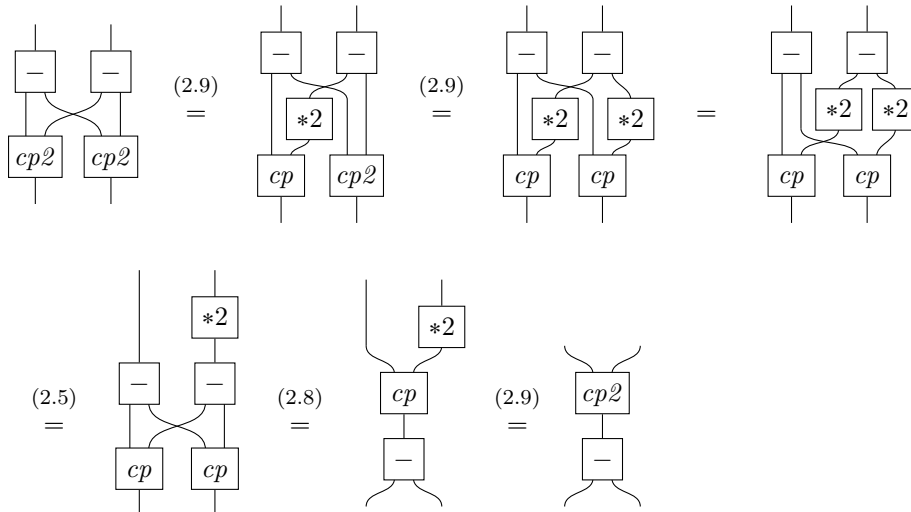 − − − − − − − −
(2.9) (2.9)
= = =
*2 *2 *2 *2 *2
cp2 cp2 cp cp2 cp cp cp cp
*2
*2
− − cp cp2
(2.5) (2.8) (2.9)
= = =
cp cp − −